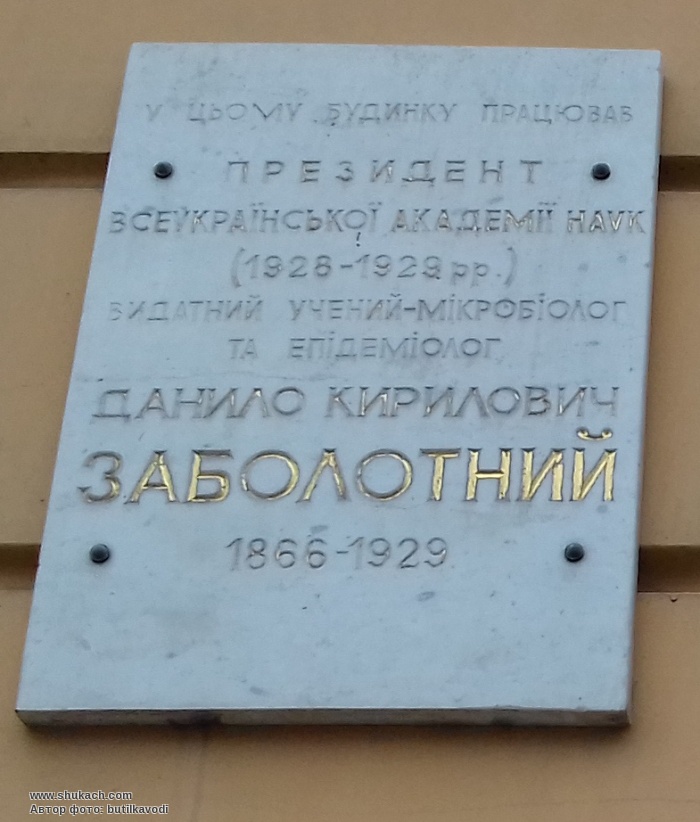 У ЦЬОМУ БУДИНКУ ПРАЦЮВАВ
ПРЕЗИДЕНТ
ВСЕУКРАЇНСЬКОЇ АКАДЕМІЇ НАУК
(1928-1929 рр.)
ВИДАТНИЙ УЧЕНИЙ-МІКРОБІОЛОГ
ТА ЕПІДЕМІОЛОГ
ДАНИЛО КИРИЛОВИЧ
ЗАБОЛОТНИЙ
1866-1929
www.shukach.com
Автор фото: butilkavodi